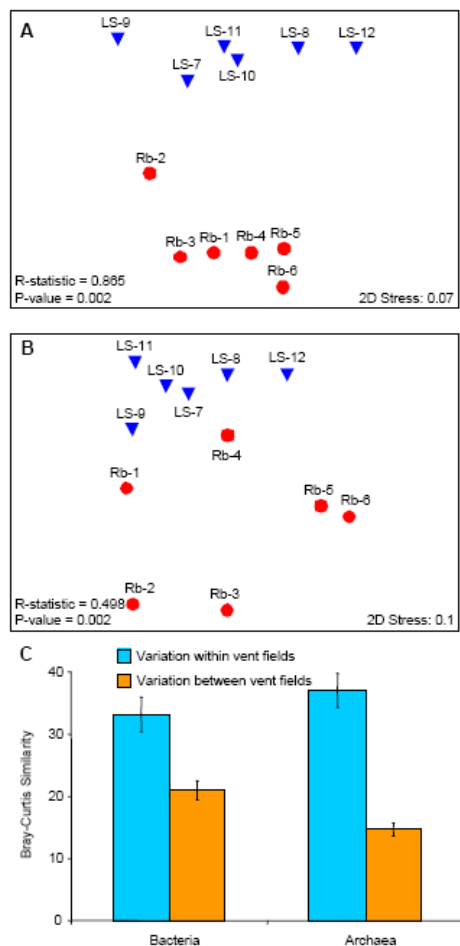 A
LS-9
LS-11
LS-8
LS-12
LS-7
LS-10
Rb-2
Rb-3
Rb-1
Rb-4
Rb-5
Rb-6
R-statistic = 0.865
P-value = 0.002
2D Stress: 0.07
B
LS-11
LS-10
LS-8
LS-12
LS-7
LS-9
Rb-4
Rb-1
Rb-5
Rb-6
Rb-2
Rb-3
R-statistic = 0.498
P-value = 0.002
2D Stress: 0.1
C
Variation within vent fields
Variation between vent fields
40
30
20
10
0
Bray-Curtis Similarity
Bacteria
Archaea